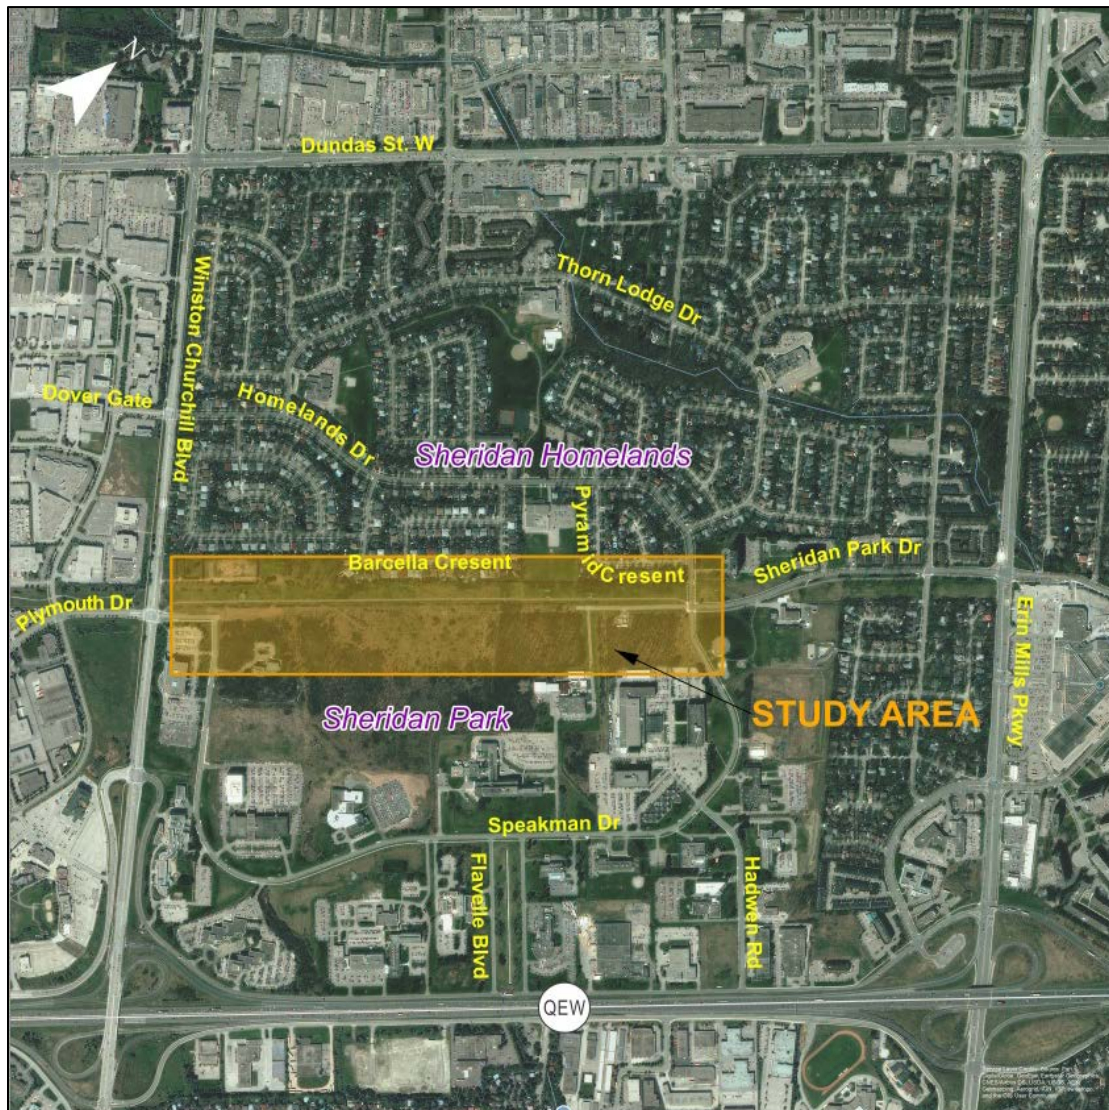 N
Dundas St. W
Thorn Lodge Dr
Winston Churchill Blvd
Dover Gate
Homelands Dr
Sheridan Homelands
Pyramid Cresent
Barcella Cresent
Sheridan Park Dr
Plymouth Dr
Erin Mills Pkwy
STUDY AREA
Sheridan Park
Speakman Dr
Flavelle Blvd
Hadwen Rd
QEW